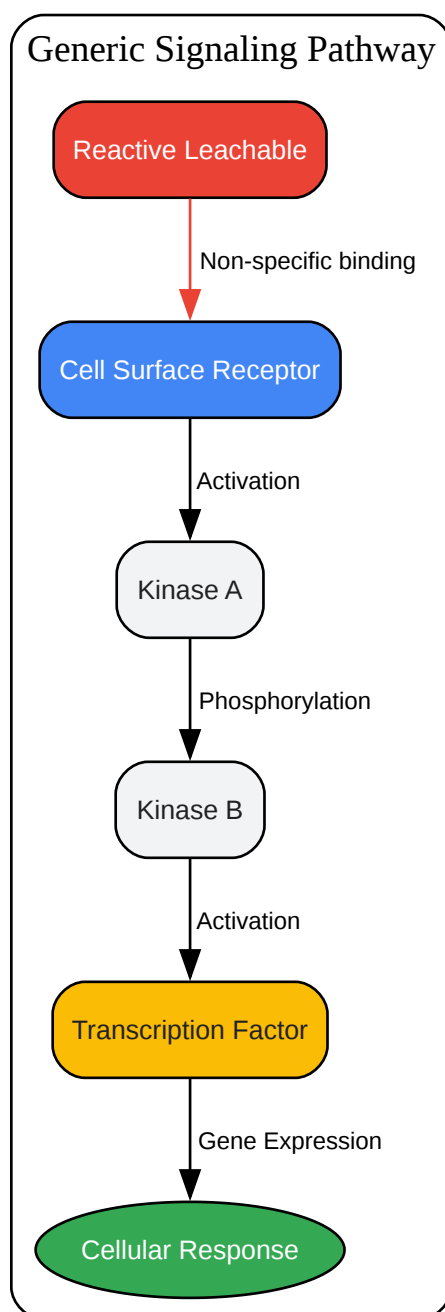 Generic Signaling Pathway
Reactive Leachable
Non-specific binding
Cell Surface Receptor
Activation
Kinase A
Phosphorylation
Kinase B
Activation
Transcription Factor
Gene Expression
Cellular Response